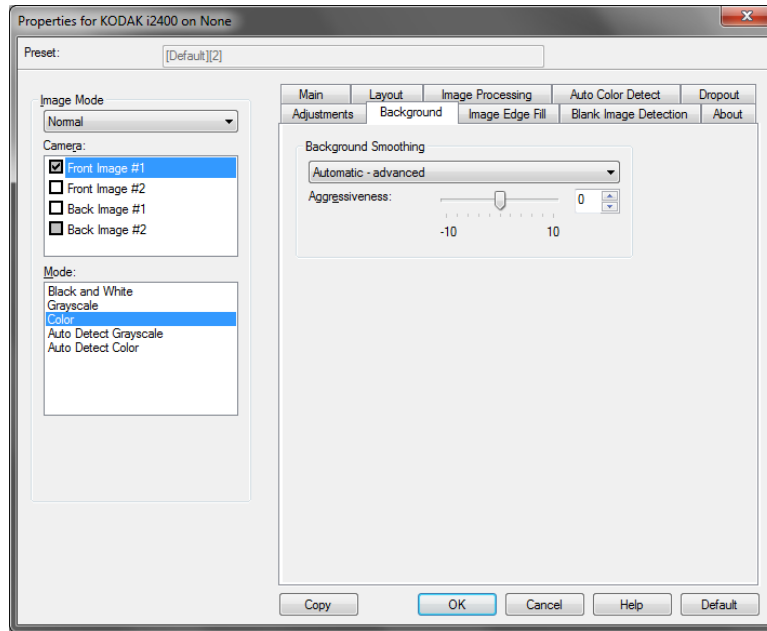 Properties for KODAK i2400 on None
Preset: [Default][2]
Image Mode
Normal
Camera:
Front Image #1
Front Image #2
Back Image #1
Back Image #2
Mode:
Black and White
Grayscale
Color
Auto Detect Grayscale
Auto Detect Color
Main Layout Image Processing Auto Color Detect Dropout
Adjustments Background Image Edge Fill Blank Image Detection About
Background Smoothing
Automatic - advanced
Aggressiveness: 0
-10 10
Copy OK Cancel Help Default